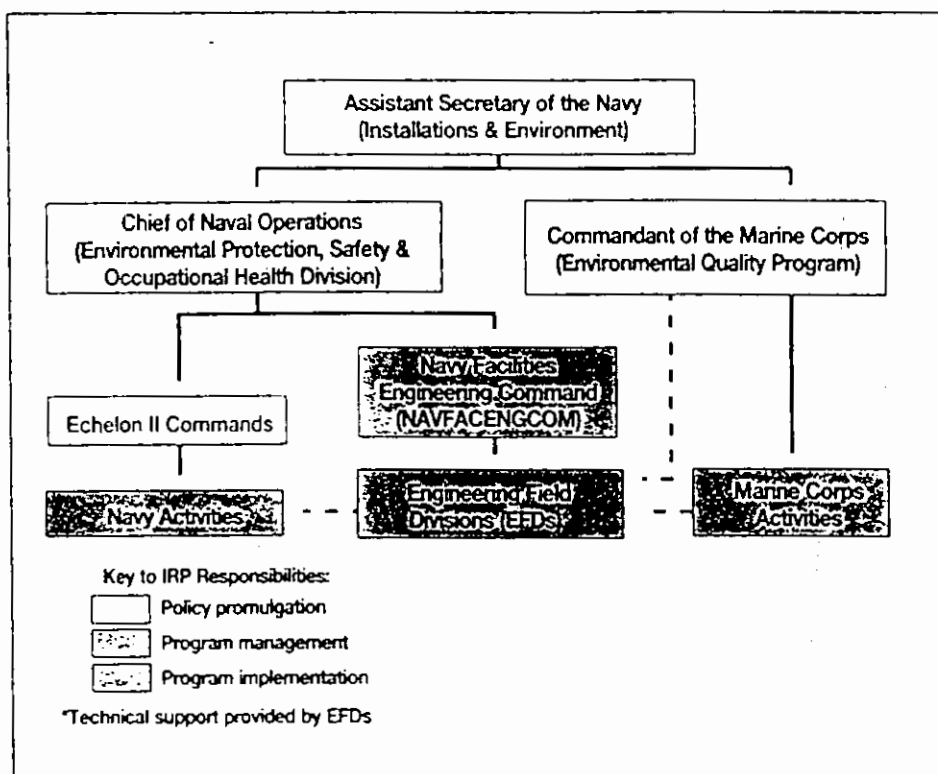 Assistant Secretary of the Navy
(Installations & Environment)
Chief of Naval Operations
(Environmental Protection, Safety &
Occupational Health Division)
Commandant of the Marine Corps
(Environmental Quality Program)
Navy Facilities
Engineering Command
(NAVFACENGCOM)
Echelon II Commands
Navy Activities
Engineering Field
Divisions (EFDs)
Marine Corps
Activities
Key to IRP Responsibilities:
Policy promulgation
Program management
Program implementation
*Technical support provided by EFDs